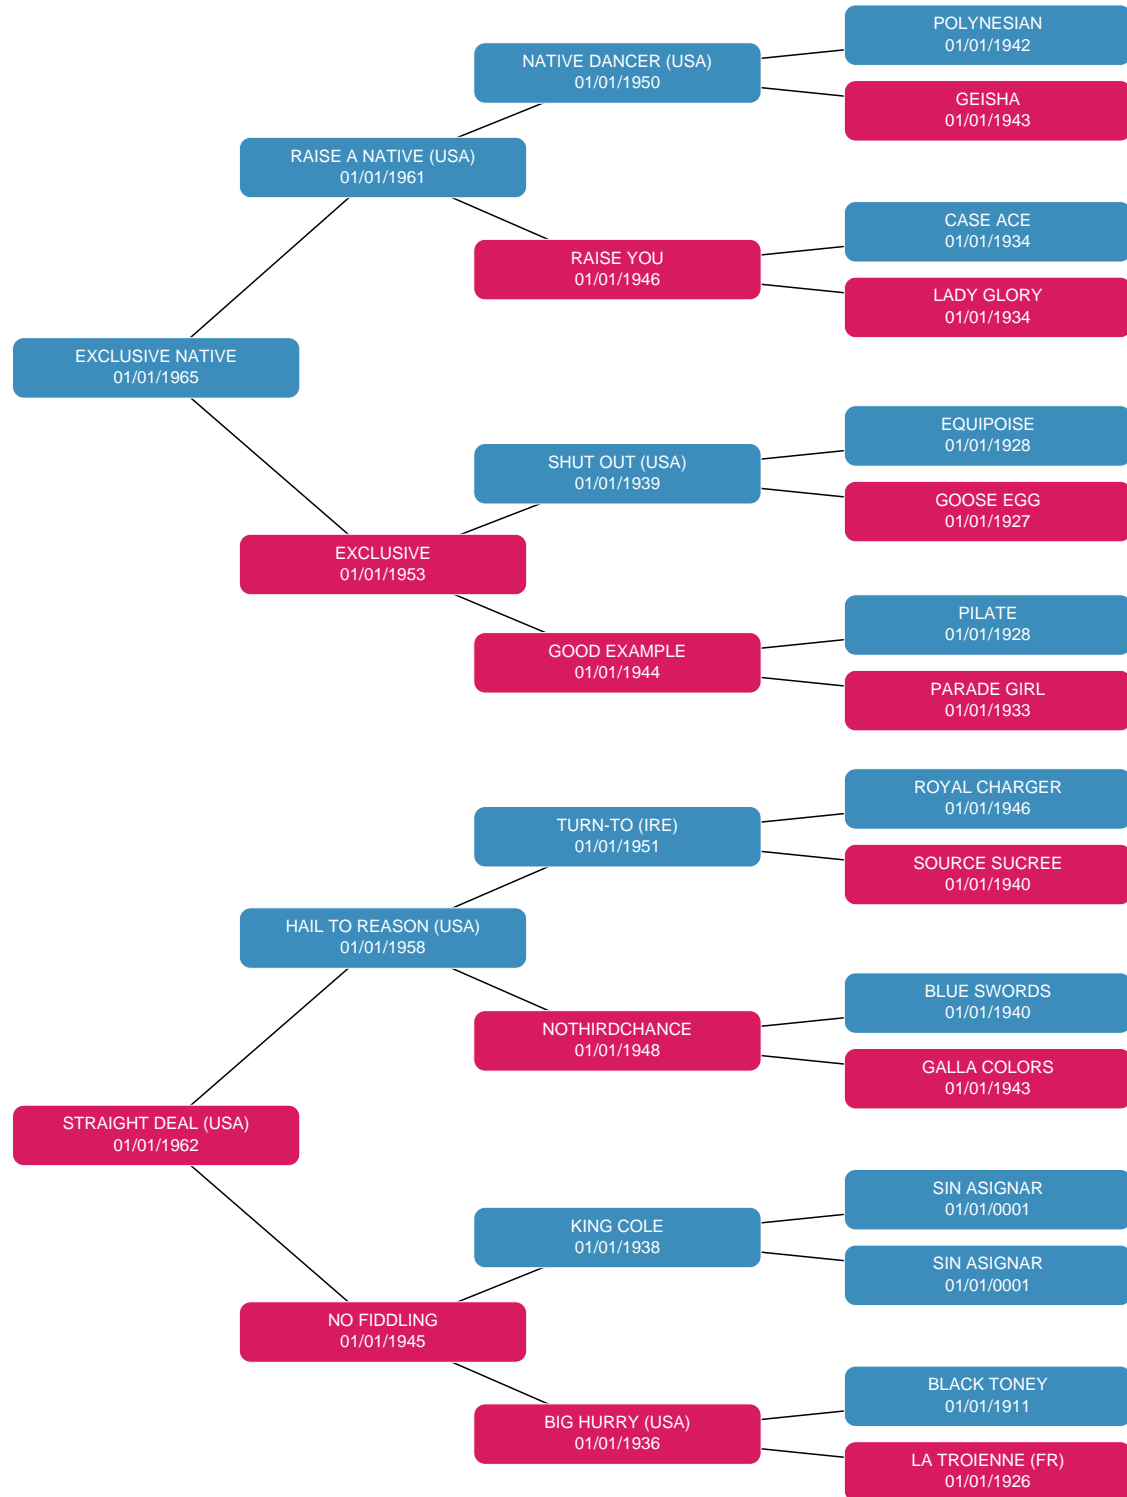 POLYNESIAN
01/01/1942
NATIVE DANCER (USA)
01/01/1950
GEISHA
01/01/1943
RAISE A NATIVE (USA)
01/01/1961
CASE ACE
01/01/1934
RAISE YOU
01/01/1946
LADY GLORY
01/01/1934
EXCLUSIVE NATIVE
01/01/1965
EQUIPOISE
01/01/1928
SHUT OUT (USA)
01/01/1939
GOOSE EGG
01/01/1927
EXCLUSIVE
01/01/1953
PILATE
01/01/1928
GOOD EXAMPLE
01/01/1944
PARADE GIRL
01/01/1933
ROYAL CHARGER
01/01/1946
TURN-TO (IRE)
01/01/1951
SOURCE SUCREE
01/01/1940
HAIL TO REASON (USA)
01/01/1958
BLUE SWORDS
01/01/1940
NOTHIRDCHANCE
01/01/1948
GALLA COLORS
01/01/1943
STRAIGHT DEAL (USA)
01/01/1962
SIN ASIGNAR
01/01/0001
KING COLE
01/01/1938
SIN ASIGNAR
01/01/0001
NO FIDDLING
01/01/1945
BLACK TONEY
01/01/1911
BIG HURRY (USA)
01/01/1936
LA TROIENNE (FR)
01/01/1926